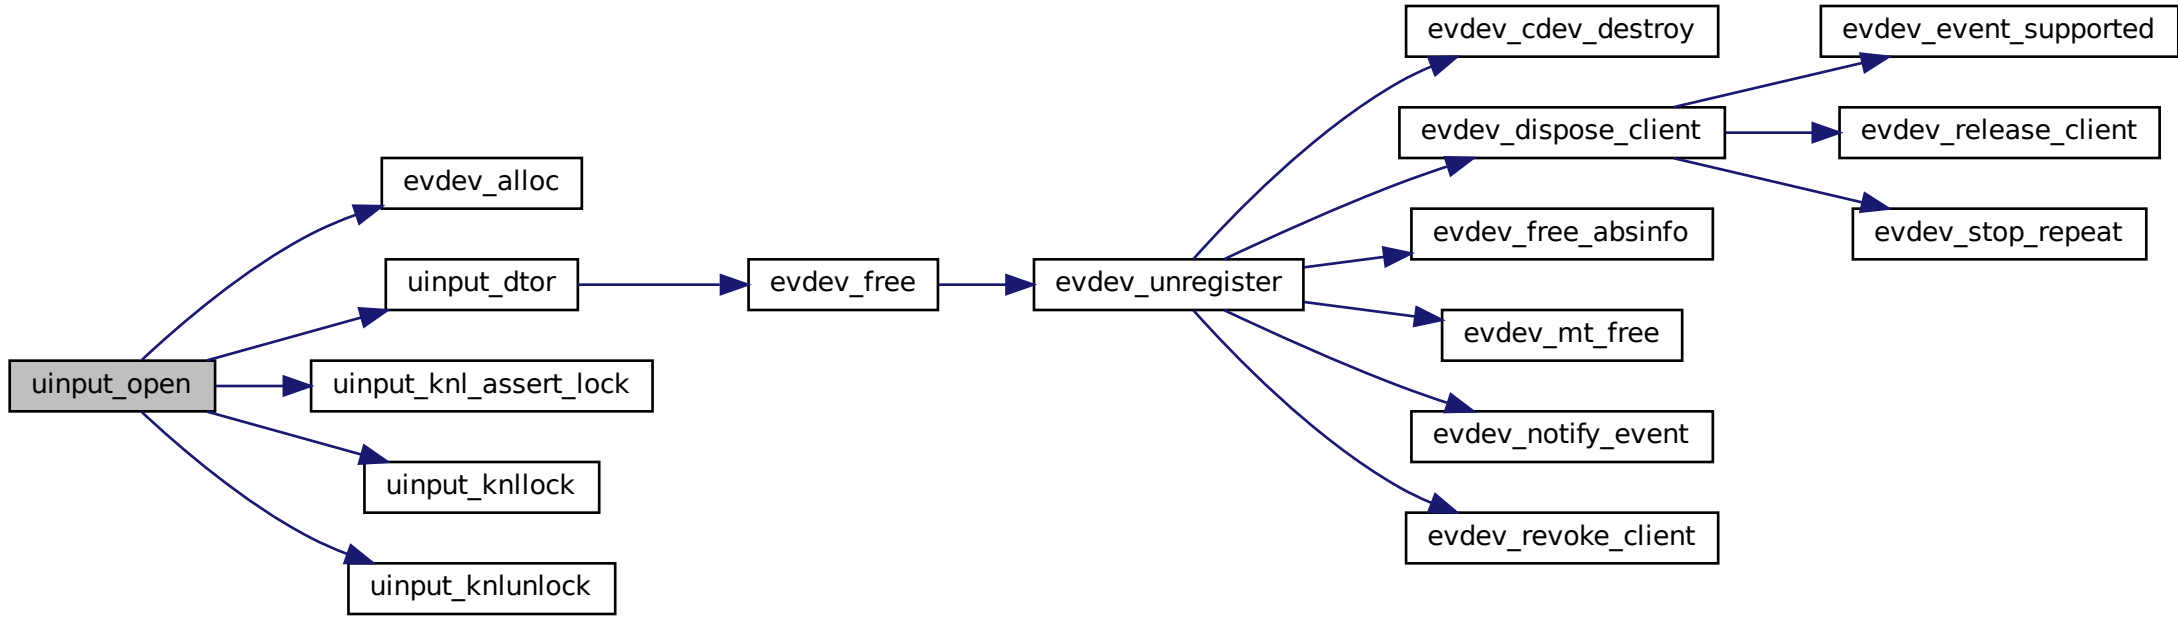 uinput_open
evdev_alloc
uinput_dtor
uinput_knl_assert_lock
uinput_knllock
uinput_knlunlock
evdev_free
evdev_unregister
evdev_cdev_destroy
evdev_dispose_client
evdev_free_absinfo
evdev_mt_free
evdev_notify_event
evdev_revoke_client
evdev_event_supported
evdev_release_client
evdev_stop_repeat